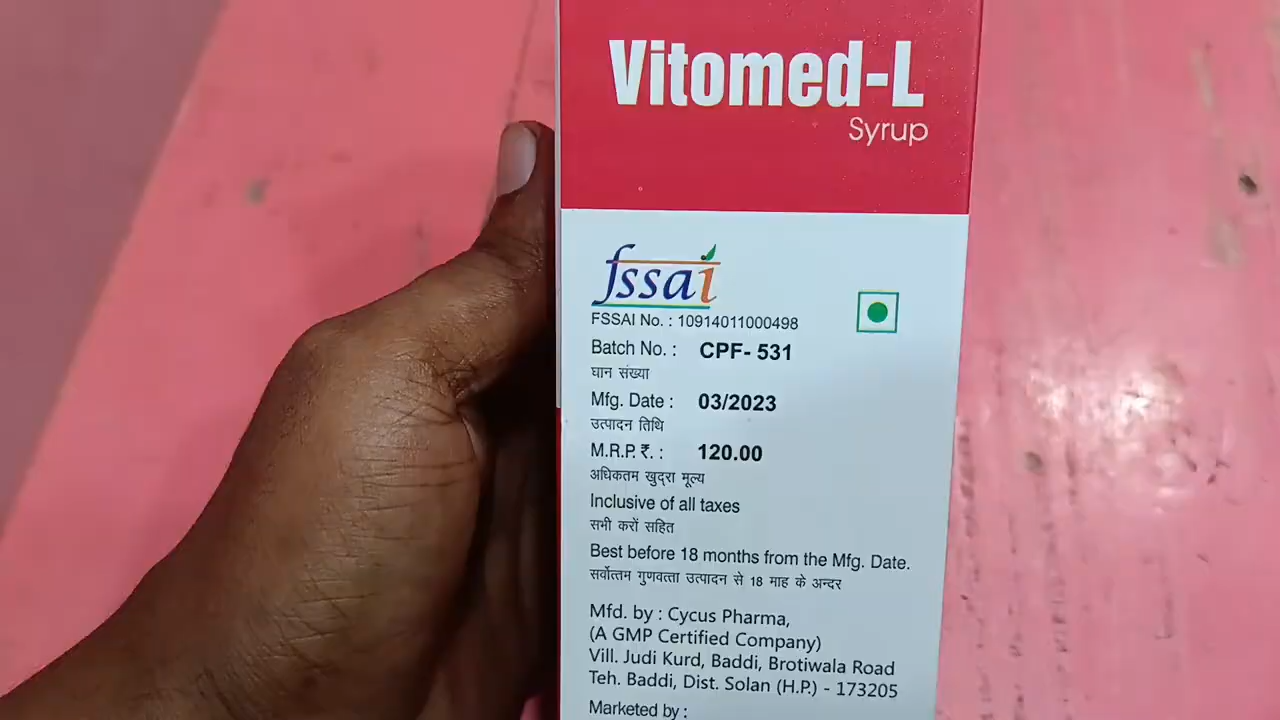 Vitomed-L
Syrup
fssai
FSSAI No. : 10914011000498
Batch No. : CPF- 531
घान संख्या
Mfg. Date : 03/2023
उत्पादन तिथि
M.R.P. ₹. : 120.00
अधिकतम खुद्रा मूल्य
Inclusive of all taxes
सभी करों सहित
Best before 18 months from the Mfg. Date.
सर्वोत्तम गुणवत्ता उत्पादन से 18 माह के अन्दर
Mfd. by : Cycus Pharma,
(A GMP Certified Company)
Vill. Judi Kurd, Baddi, Brotiwala Road
Teh. Baddi, Dist. Solan (H.P.) - 173205
Marketed by :